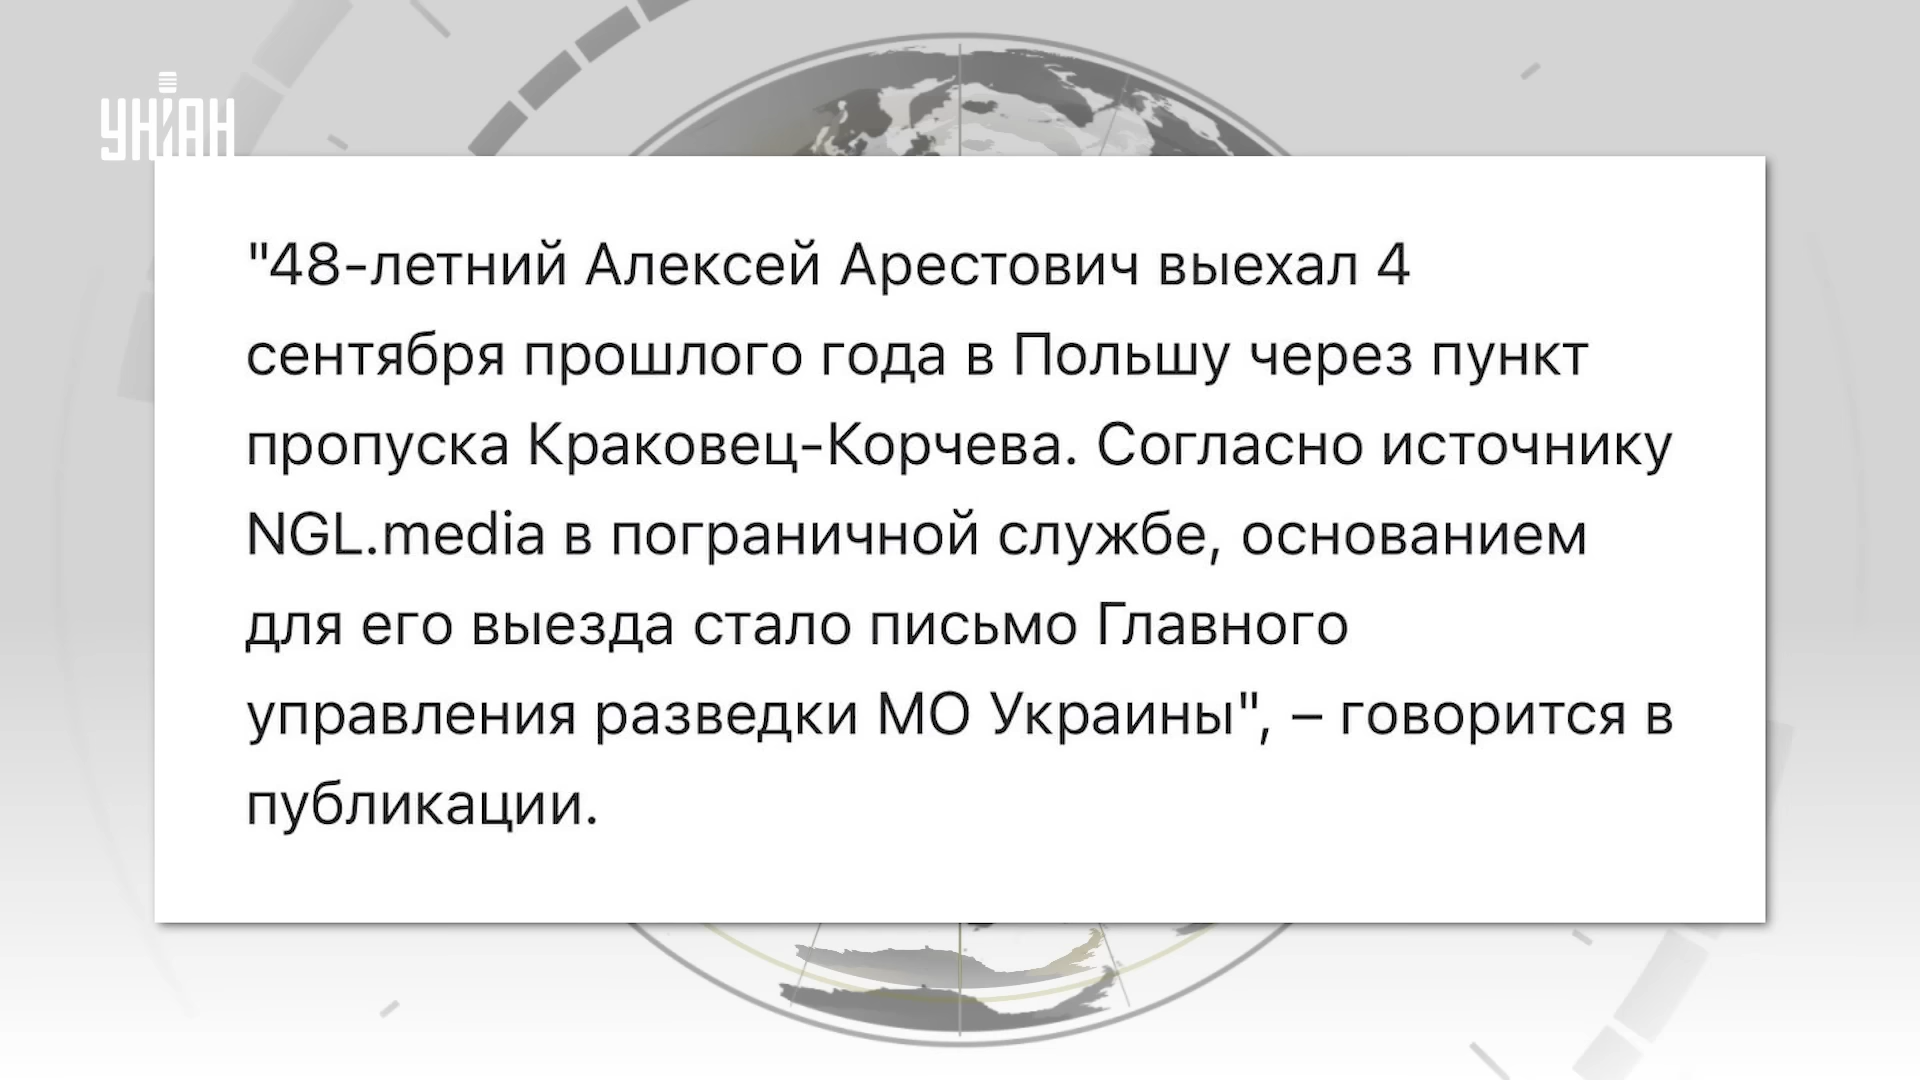 УНІАН
"48-летний Алексей Арестович выехал 4
сентября прошлого года в Польшу через пункт
пропуска Краковец-Корчева. Согласно источнику
NGL.media в пограничной службе, основанием
для его выезда стало письмо Главного
управления разведки МО Украины", – говорится в
публикации.